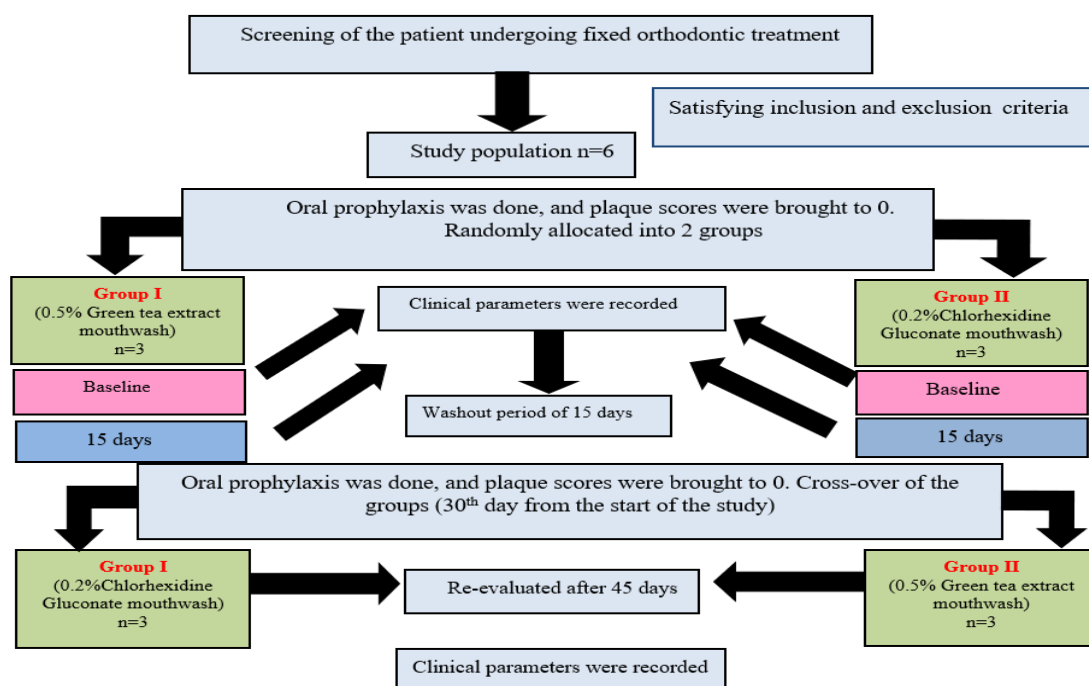 Screening of the patient undergoing fixed orthodontic treatment
Satisfying inclusion and exclusion criteria
Study population n=6
Oral prophylaxis was done, and plaque scores were brought to 0.
Randomly allocated into 2 groups
Group I
(0.5% Green tea extract
mouthwash)
n=3
Clinical parameters were recorded
Group II
(0.2%Chlorhexidine
Gluconate mouthwash)
n=3
Baseline
Baseline
Washout period of 15 days
15 days
15 days
Oral prophylaxis was done, and plaque scores were brought to 0. Cross-over of the
groups (30th day from the start of the study)
Group I
(0.2%Chlorhexidine
Gluconate mouthwash)
n=3
Re-evaluated after 45 days
Group II
(0.5% Green tea extract
mouthwash)
n=3
Clinical parameters were recorded